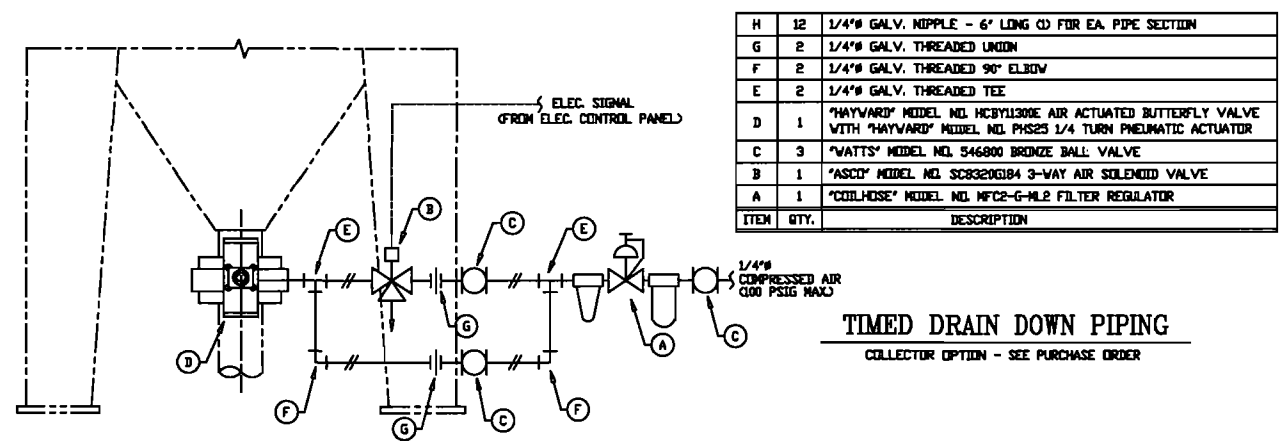 H 12 1/4"ø GALV. NIPPLE - 6" LONG (1) FOR EA. PIPE SECTION
G 2 1/4"ø GALV. THREADED UNION
F 2 1/4"ø GALV. THREADED 90° ELBOW
E 2 1/4"ø GALV. THREADED TEE
D 1 "HAYWARD" MODEL NO. HCBYU300E AIR ACTUATED BUTTERFLY VALVE
WITH "HAYWARD" MODEL NO. PHS25 1/4 TURN PNEUMATIC ACTUATOR
C 3 "WATTS" MODEL NO. 546800 BRONZE BALL VALVE
B 1 "ASCO" MODEL NO. SC8320G184 3-WAY AIR SOLENOID VALVE
A 1 "COILHOSE" MODEL NO. MFC2-G-ML2 FILTER REGULATOR
ITEM QTY. DESCRIPTION
ELEC. SIGNAL
(FROM ELEC. CONTROL PANEL)
B
E
C
E
1/4"ø
COMPRESSED AIR
(100 PSIG MAX.)
G
A
C
D
F
G
C
F
TIMED DRAIN DOWN PIPING
COLLECTOR OPTION - SEE PURCHASE ORDER